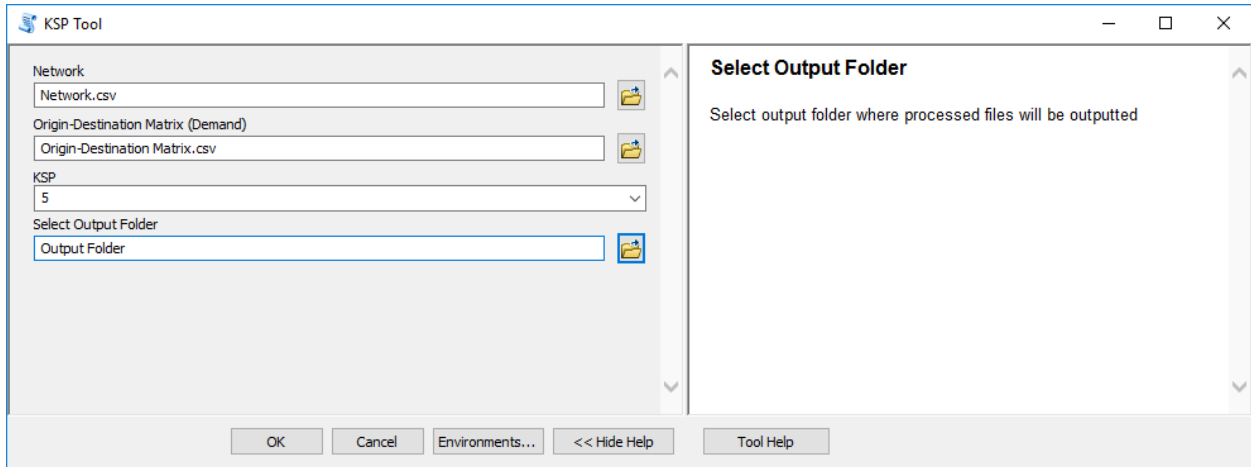 KSP Tool
Network
Network.csv
Origin-Destination Matrix (Demand)
Origin-Destination Matrix.csv
KSP
5
Select Output Folder
Output Folder
Select Output Folder
Select output folder where processed files will be outputted
OK
Cancel
Environments...
<< Hide Help
Tool Help